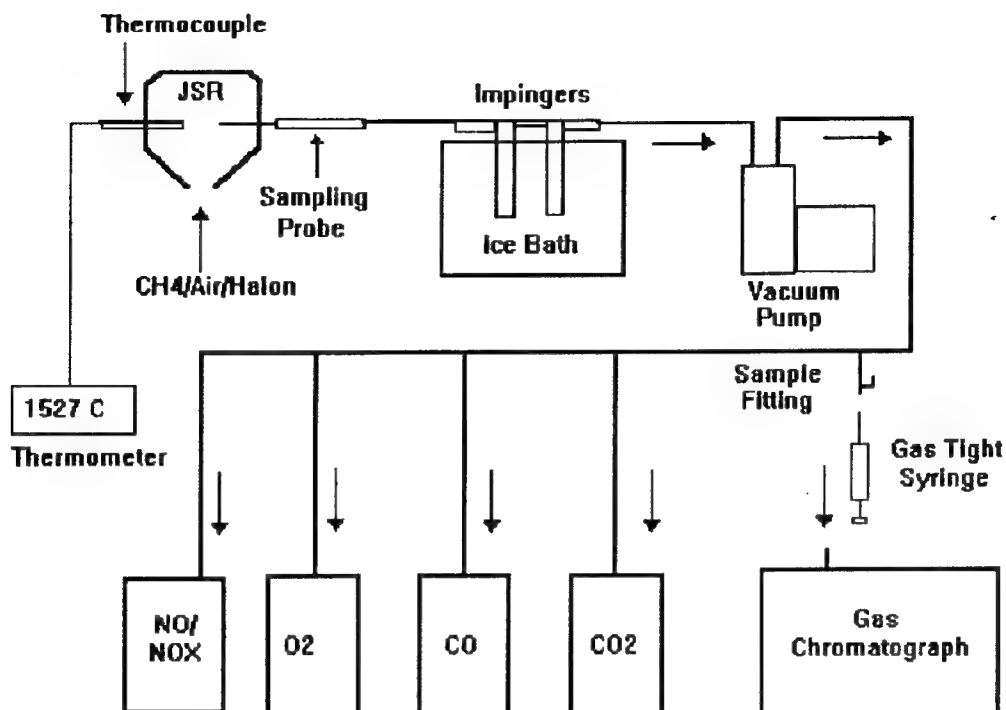 Thermocouple
JSR
Impingers
Sampling
Probe
Ice Bath
CH4/Air/Halon
Vacuum
Pump
Sample
Fitting
1527 C
Thermometer
Gas Tight
Syringe
NO/
NOX
O2
CO
CO2
Gas
Chromatograph